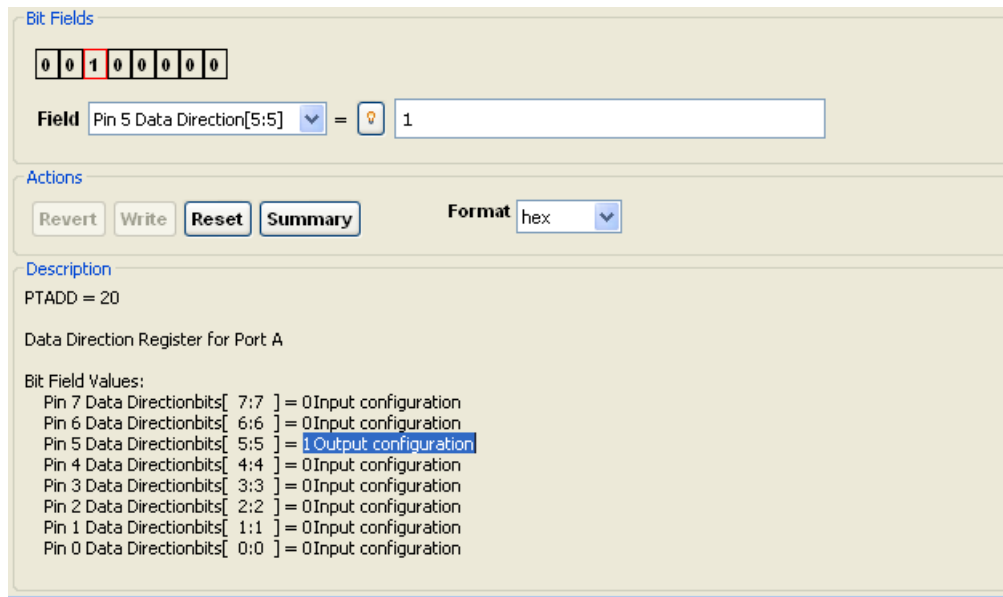 Bit Fields
0 0 1 0 0 0 0 0
Field Pin 5 Data Direction[5:5] = 1
Actions
Revert Write Reset Summary Format hex
Description
PTADD = 20
Data Direction Register for Port A
Bit Field Values:
Pin 7 Data Directionbits[ 7:7 ] = 0Input configuration
Pin 6 Data Directionbits[ 6:6 ] = 0Input configuration
Pin 5 Data Directionbits[ 5:5 ] = 1Output configuration
Pin 4 Data Directionbits[ 4:4 ] = 0Input configuration
Pin 3 Data Directionbits[ 3:3 ] = 0Input configuration
Pin 2 Data Directionbits[ 2:2 ] = 0Input configuration
Pin 1 Data Directionbits[ 1:1 ] = 0Input configuration
Pin 0 Data Directionbits[ 0:0 ] = 0Input configuration